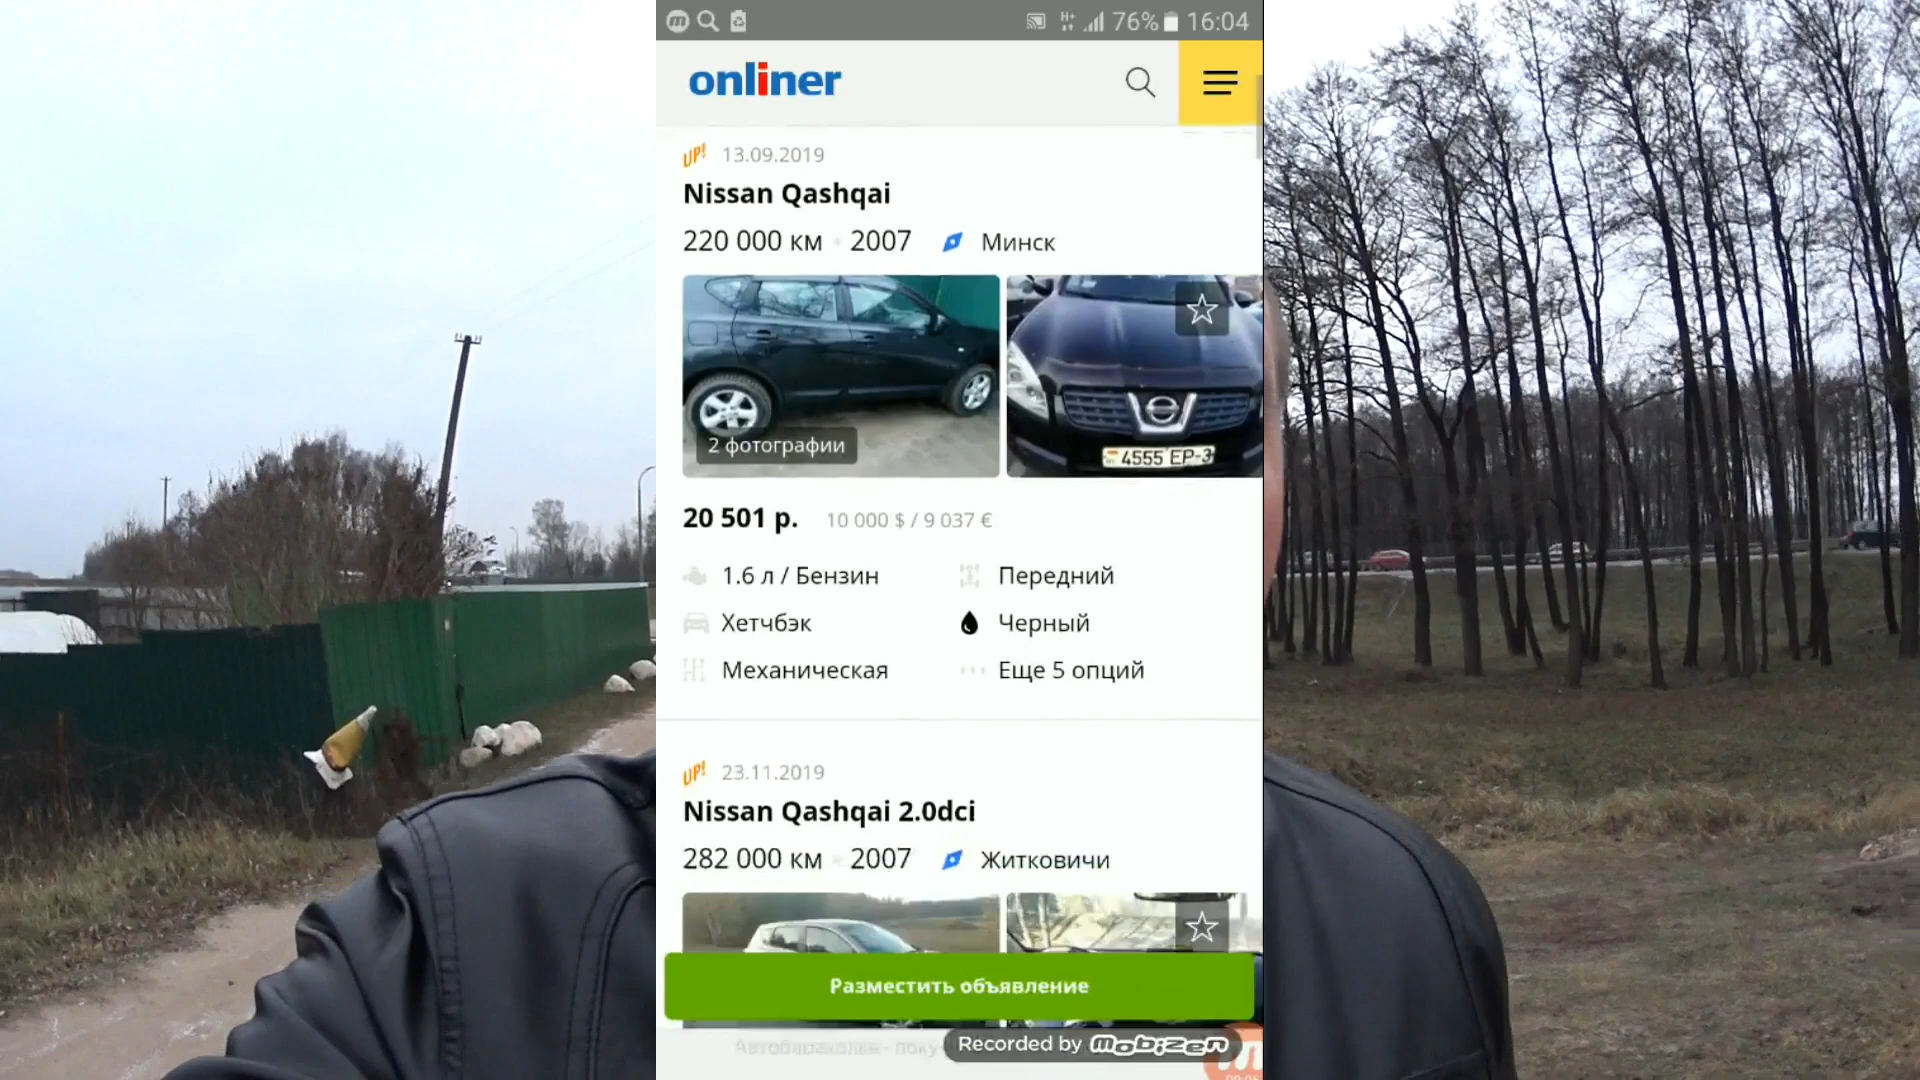 76% 16:04
onliner
UP! 13.09.2019
Nissan Qashqai
220 000 км 2007 Минск
2 фотографии
4555 EP-3
20 501 р. 10 000 $ / 9 037 €
1.6 л / Бензин Передний
Хетчбэк Черный
Механическая Еще 5 опций
UP! 23.11.2019
Nissan Qashqai 2.0dci
282 000 км 2007 Житковичи
Разместить объявление
Recorded by mobizen